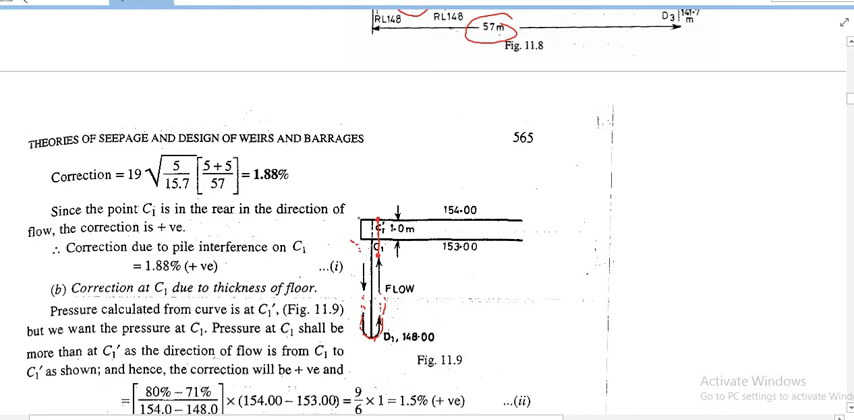 RL148 RL148 D3 141.7
m
57m
Fig. 11.8
THEORIES OF SEEPAGE AND DESIGN OF WEIRS AND BARRAGES 565
Correction = 19 √(5/15.7) [(5 + 5)/57] = 1.88%
Since the point C₁ is in the rear in the direction of
flow, the correction is + ve.
∴ Correction due to pile interference on C₁
= 1.88% (+ ve) ...(i)
(b) Correction at C₁ due to thickness of floor.
Pressure calculated from curve is at C₁′, (Fig. 11.9)
but we want the pressure at C₁. Pressure at C₁ shall be
more than at C₁′ as the direction of flow is from C₁ to
C₁′ as shown; and hence, the correction will be + ve and
= [(80% − 71%)/(154.0 − 148.0)] × (154.00 − 153.00) = 9/6 × 1 = 1.5% (+ ve) ...(ii)
154.00
C₁′ 1.0m
C₁ 153.00
FLOW
D₁, 148.00
Fig. 11.9
Activate Windows
Go to PC settings to activate Wind